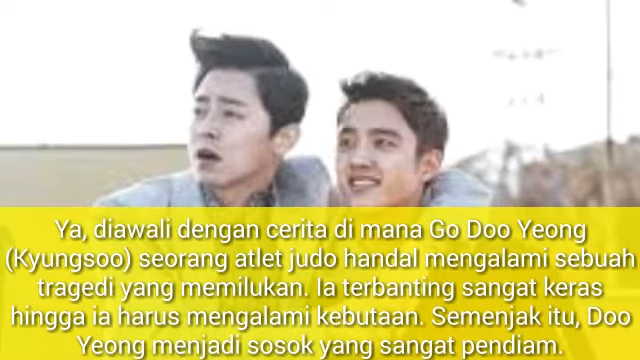 Ya, diawali dengan cerita di mana Go Doo Yeong
(Kyungsoo) seorang atlet judo handal mengalami sebuah
tragedi yang memilukan. Ia terbanting sangat keras
hingga ia harus mengalami kebutaan. Semenjak itu, Doo
Yeong menjadi sosok yang sangat pendiam.